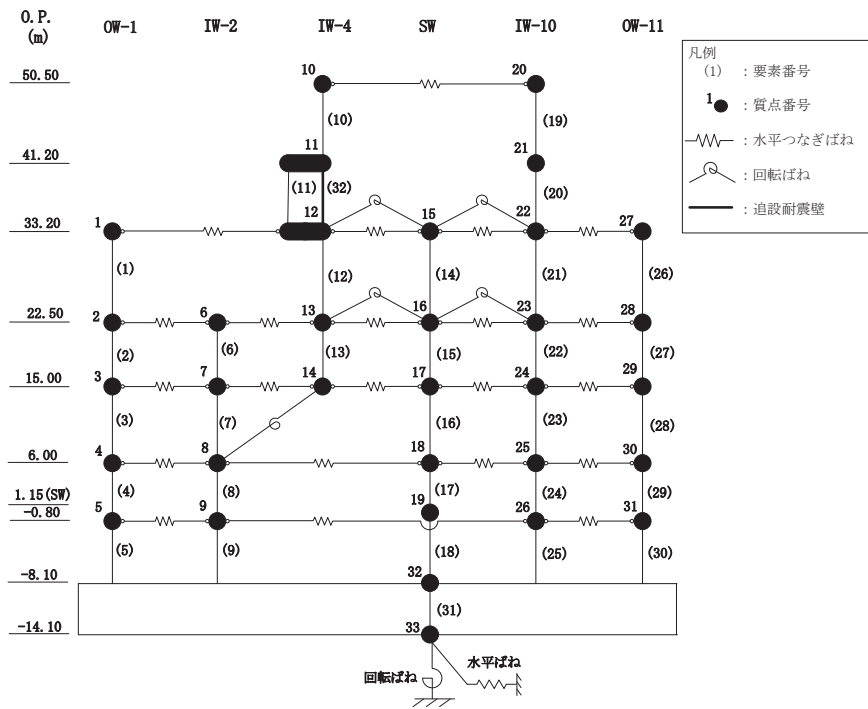 O.P.
(m)
OW-1 IW-2 IW-4 SW IW-10 OW-11
凡例
(1) : 要素番号
1 : 質点番号
: 水平つなぎばね
: 回転ばね
: 追設耐震壁
50.50 10 20
(10) (19)
41.20 11 21
(11) (32) (20)
33.20 1 12 15 22 27
(1) (12) (14) (21) (26)
22.50 2 6 13 16 23 28
(2) (6) (13) (15) (22) (27)
15.00 3 7 14 17 24 29
(3) (7) (16) (23) (28)
6.00 4 8 18 25 30
(4) (8) (17) (24) (29)
1.15(SW) 19
-0.80 5 9 26 31
(5) (9) (18) (25) (30)
-8.10 32
(31)
-14.10 33
回転ばね 水平ばね